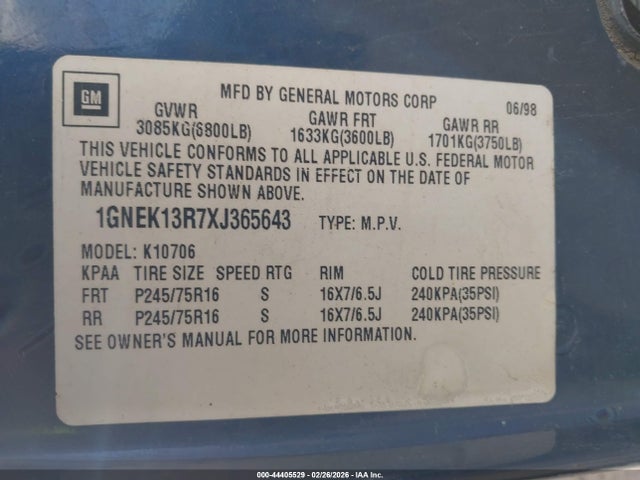 GM
MFD BY GENERAL MOTORS CORP 06/98
GVWR GAWR FRT GAWR RR
3085KG(6800LB) 1633KG(3600LB) 1701KG(3750LB)
THIS VEHICLE CONFORMS TO ALL APPLICABLE U.S. FEDERAL MOTOR
VEHICLE SAFETY STANDARDS IN EFFECT ON THE DATE OF
MANUFACTURE SHOWN ABOVE.
1GNEK13R7XJ365643 TYPE: M.P.V.
MODEL: K10706
KPAA TIRE SIZE SPEED RTG RIM COLD TIRE PRESSURE
FRT P245/75R16 S 16X7/6.5J 240KPA(35PSI)
RR P245/75R16 S 16X7/6.5J 240KPA(35PSI)
SEE OWNER'S MANUAL FOR MORE INFORMATION.
000-44405529 - 02/26/2026 - IAA Inc.